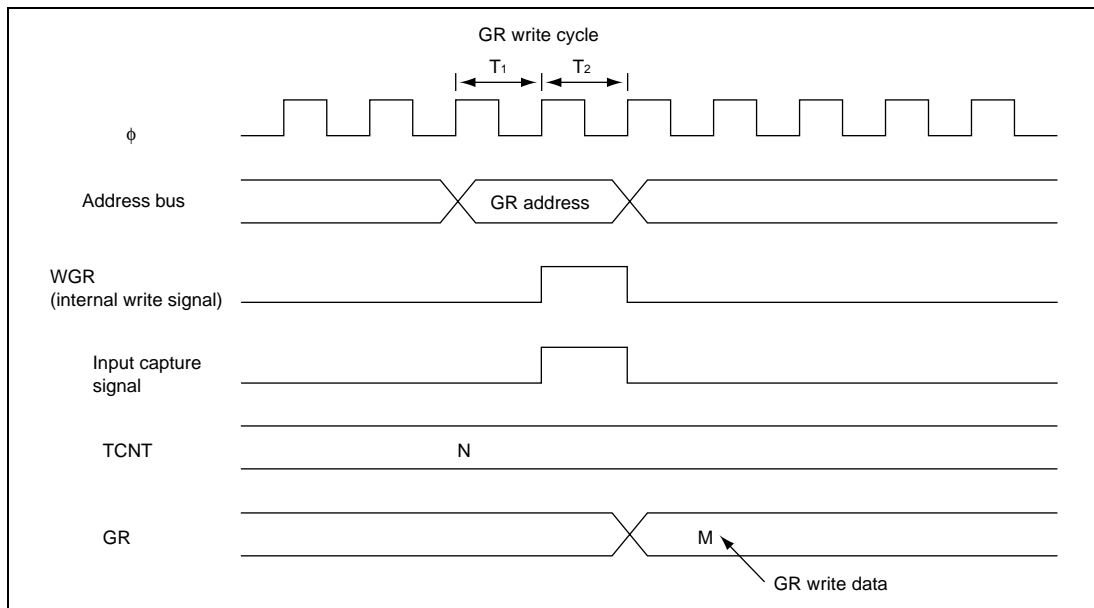 GR write cycle
T1 T2
ϕ
Address bus
GR address
WGR
(internal write signal)
Input capture
signal
TCNT
N
GR
M
GR write data